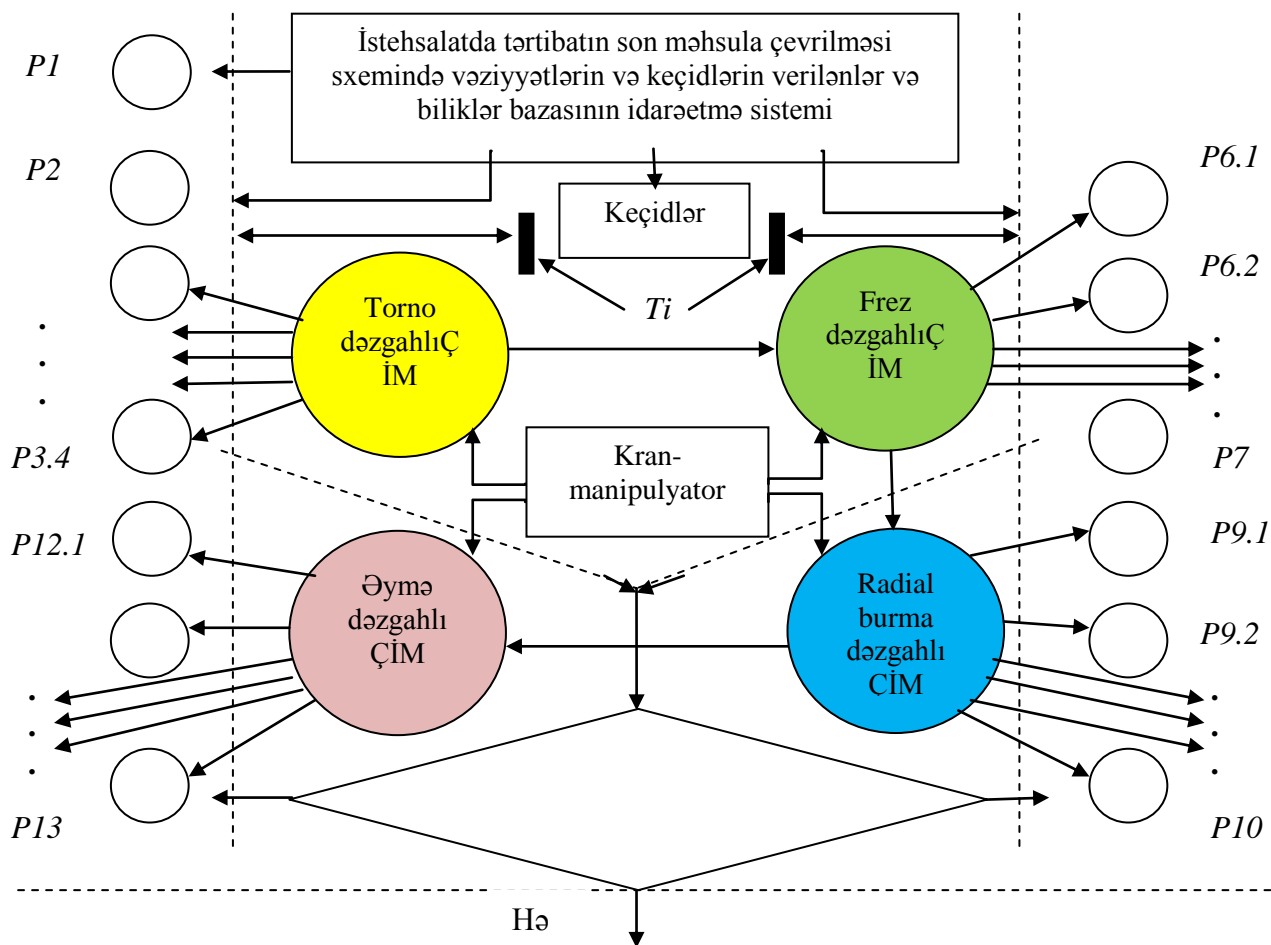 İstehsalatda tərtibatın son məhsula çevrilməsi
sxemində vəziyyətlərin və keçidlərin verilənlər və
biliklər bazasının idarəetmə sistemi
P1
P2
P6.1
Keçidlər
P6.2
Ti
Torno
dəzgahlıÇ
İM
Frez
dəzgahlıÇ
İM
P3.4
P7
Kran-
manipulyator
P12.1
P9.1
Əymə
dəzgahlı
ÇİM
Radial
burma
dəzgahlı
ÇİM
P9.2
P13
P10
Hə